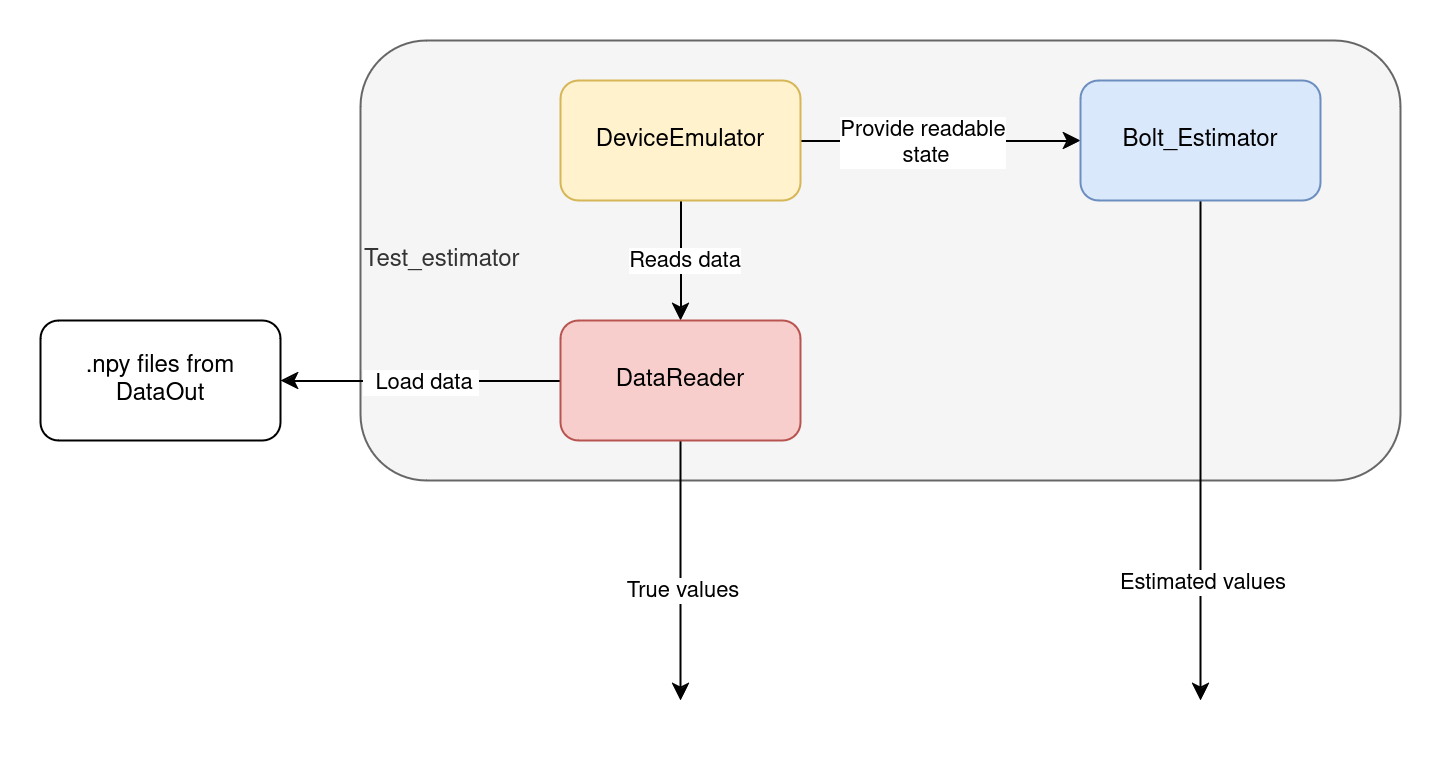 DeviceEmulator
Provide readable
state
Bolt_Estimator
Reads data
Test_estimator
.npy files from
DataOut
Load data
DataReader
True values
Estimated values